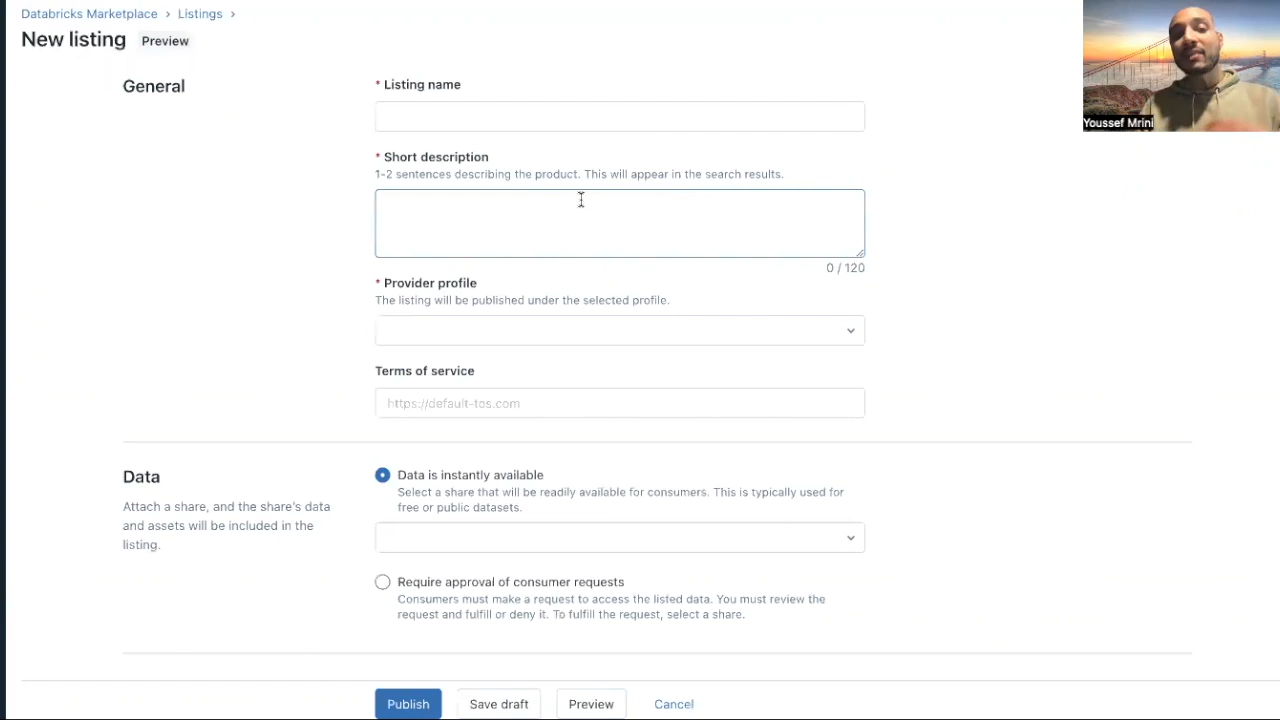 Databricks Marketplace › Listings ›
New listing Preview
General
* Listing name
* Short description
1-2 sentences describing the product. This will appear in the search results.
0 / 120
* Provider profile
The listing will be published under the selected profile.
Terms of service
https://default-tos.com
Data
Attach a share, and the share's data
and assets will be included in the
listing.
Data is instantly available
Select a share that will be readily available for consumers. This is typically used for
free or public datasets.
Require approval of consumer requests
Consumers must make a request to access the listed data. You must review the
request and fulfill or deny it. To fulfill the request, select a share.
Publish Save draft Preview Cancel
Youssef Mrini